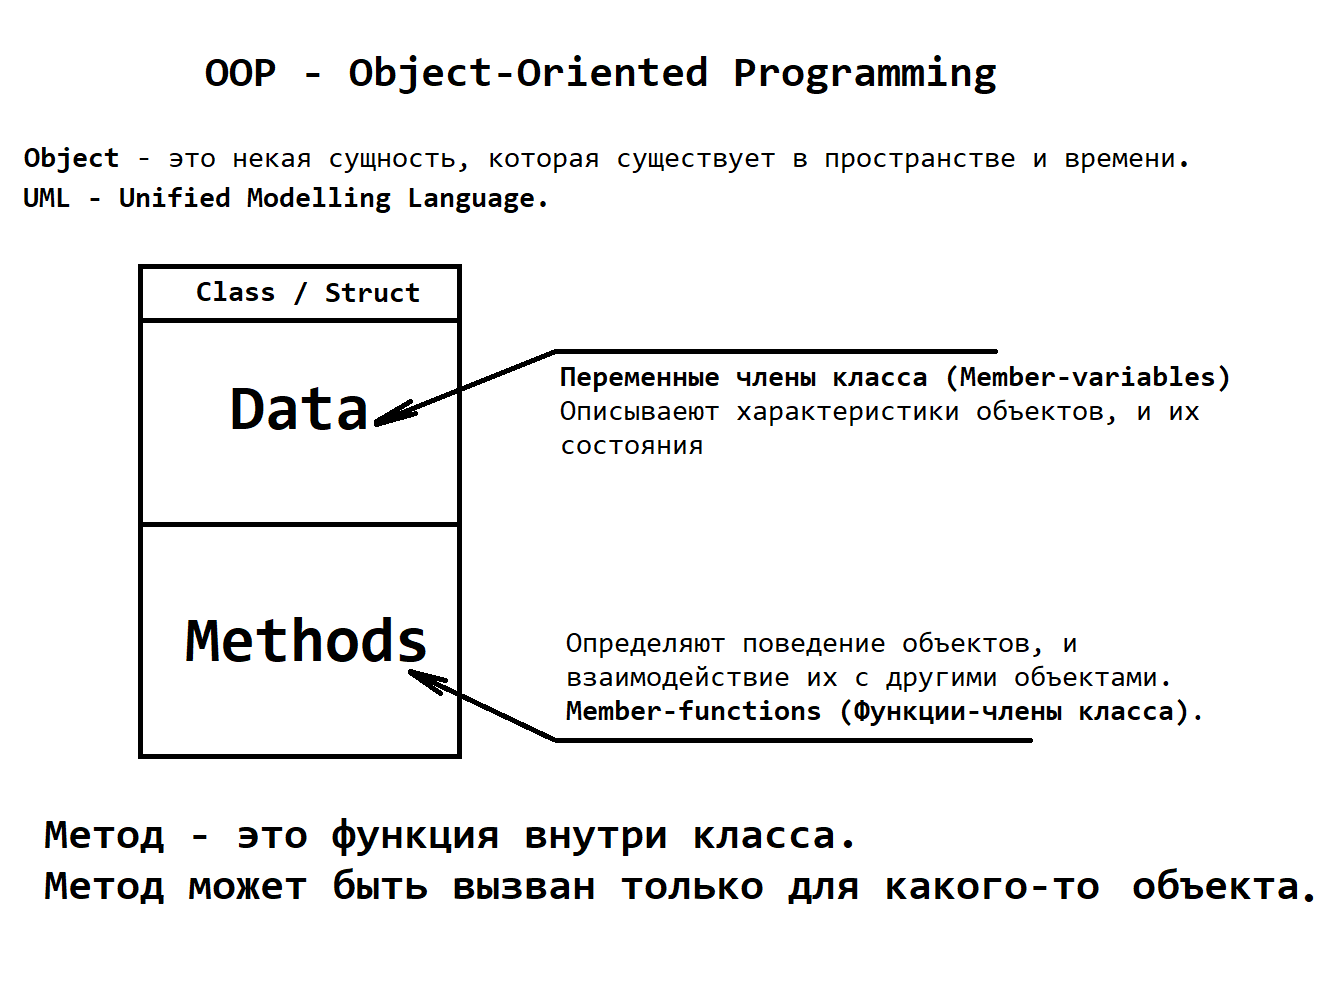 OOP - Object-Oriented Programming
Object - это некая сущность, которая существует в пространстве и времени.
UML - Unified Modelling Language.
Class / Struct
Data
Переменные члены класса (Member-variables)
Описываеют характеристики объектов, и их
состояния
Methods
Определяют поведение объектов, и
взаимодействие их с другими объектами.
Member-functions (Функции-члены класса).
Метод - это функция внутри класса.
Метод может быть вызван только для какого-то объекта.